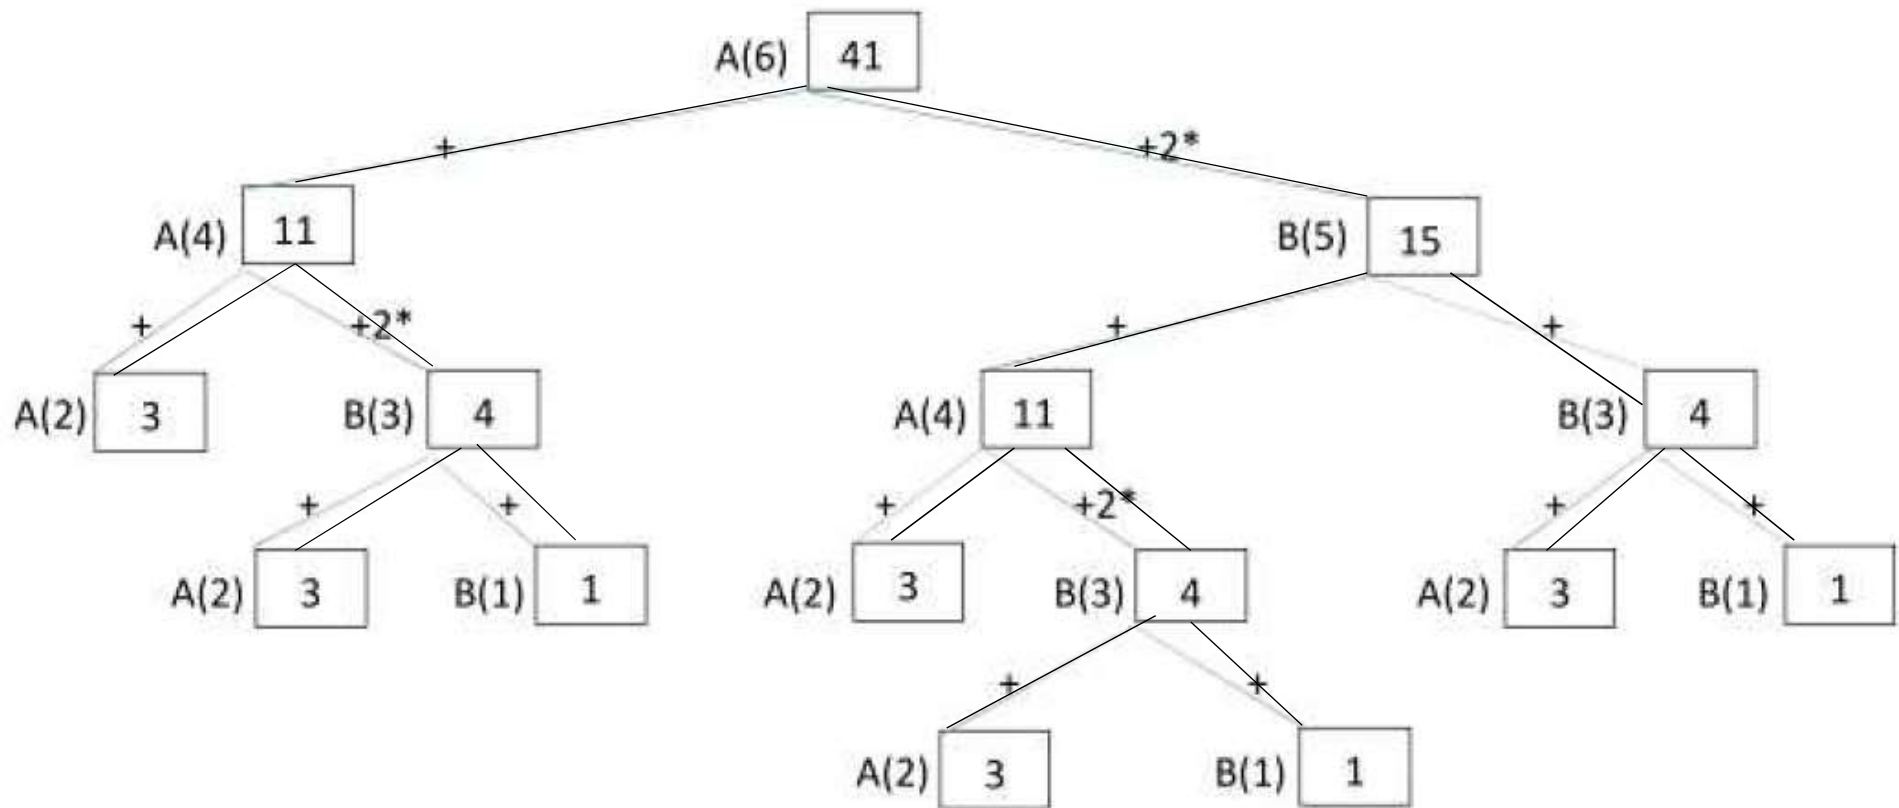 A(6) 41
+ +2*
A(4) 11 B(5) 15
+ +2* + +
A(2) 3 B(3) 4 A(4) 11 B(3) 4
+ + + +2* + +
A(2) 3 B(1) 1 A(2) 3 B(3) 4 A(2) 3 B(1) 1
+ +
A(2) 3 B(1) 1